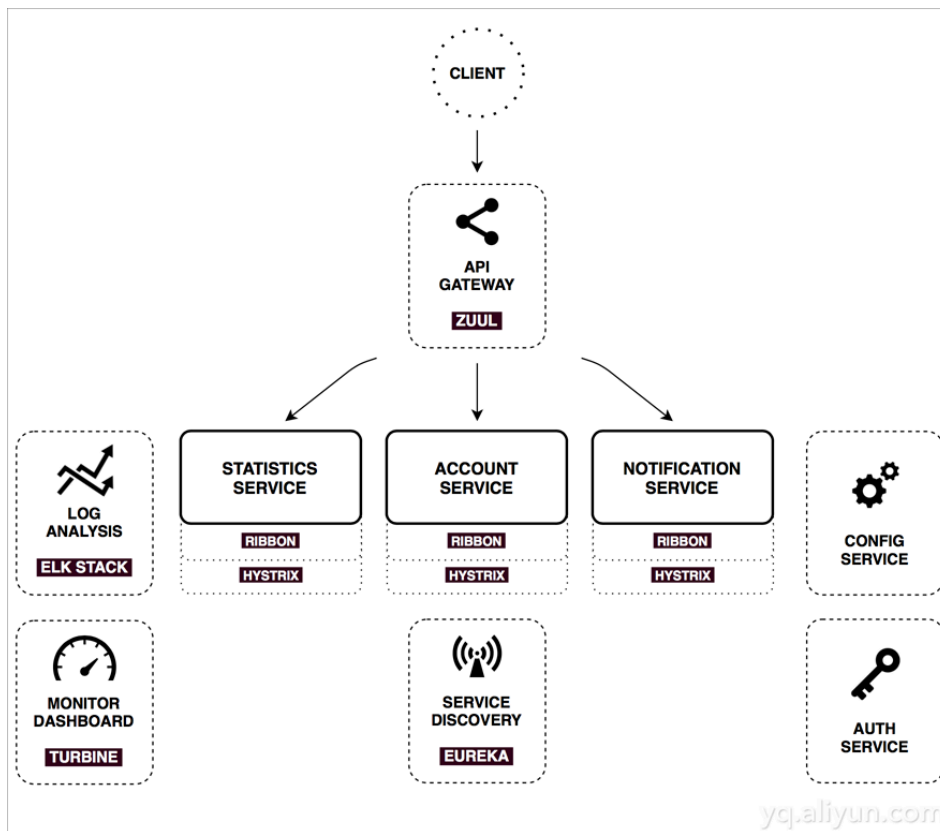 CLIENT
API
GATEWAY
ZUUL
STATISTICS
SERVICE
RIBBON
HYSTRIX
ACCOUNT
SERVICE
RIBBON
HYSTRIX
NOTIFICATION
SERVICE
RIBBON
HYSTRIX
LOG
ANALYSIS
ELK STACK
CONFIG
SERVICE
MONITOR
DASHBOARD
TURBINE
SERVICE
DISCOVERY
EUREKA
AUTH
SERVICE
yq.aliyun.com